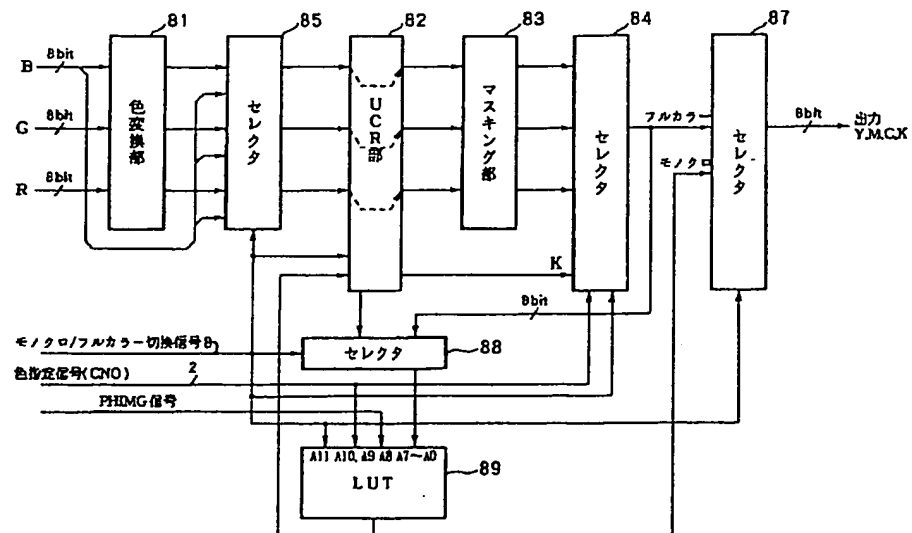 81
85
82
83
84
87
B 8bit
G 8bit
R 8bit
色変換部
セレクタ
UCR部
マスキング部
セレクタ
フルカラー
モノクロ
セレクタ
8bit
出力
Y,M,C,K
K
8bit
モノクロ/フルカラー切換信号
セレクタ
88
色指定信号(CNO)
2
PHIMG信号
A11 A10, A9 A8 A7~A0
LUT
89